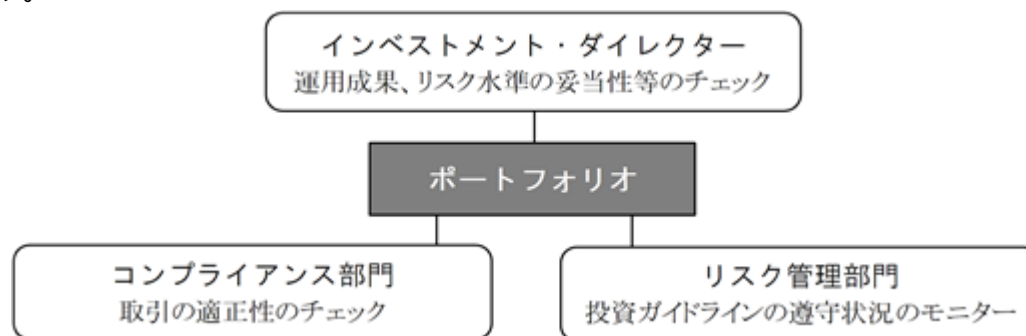 インベストメント・ダイレクター
運用成果、リスク水準の妥当性等のチェック
ポートフォリオ
コンプライアンス部門
取引の適正性のチェック
リスク管理部門
投資ガイドラインの遵守状況のモニター